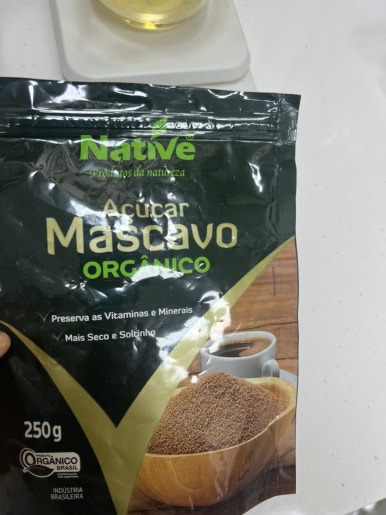 Native®
Produtos da natureza
Açúcar
Mascavo
ORGÂNICO
✓ Preserva as Vitaminas e Minerais
✓ Mais Seco e Soltinho
250g
PRODUTO
ORGÂNICO
BRASIL
INDÚSTRIA
BRASILEIRA